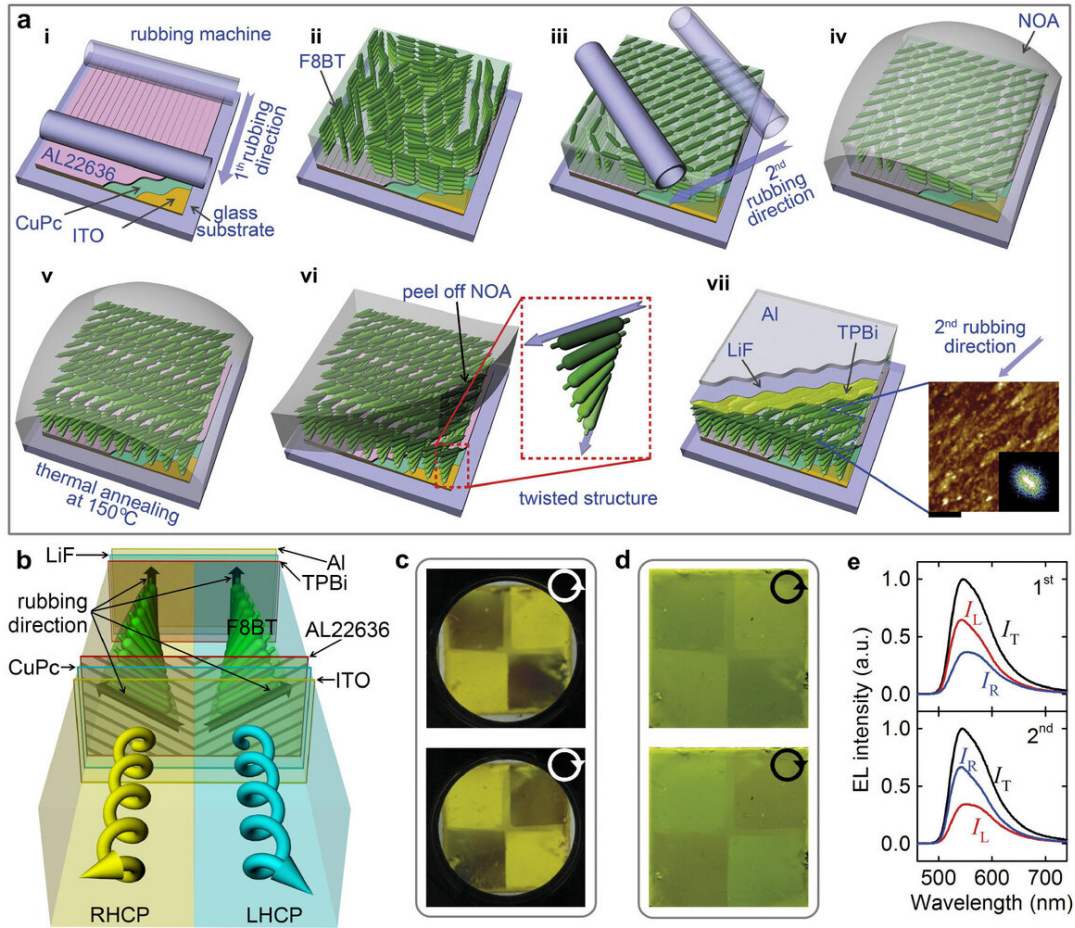 a
i
rubbing machine
AL22636
CuPc
ITO
glass
substrate
1th rubbing
direction
ii
F8BT
iii
2nd
rubbing
direction
iv
NOA
v
thermal annealing
at 150℃
vi
peel off NOA
twisted structure
vii
Al
LiF
TPBi
2nd rubbing
direction
b
LiF
Al
TPBi
rubbing
direction
F8BT
AL22636
CuPc
ITO
RHCP
LHCP
c
d
e
EL intensity (a.u.)
1.0
0.5
0.0
1st
IL
IT
IR
1.0
0.5
0.0
2nd
IR
IT
IL
500 600 700
Wavelength (nm)